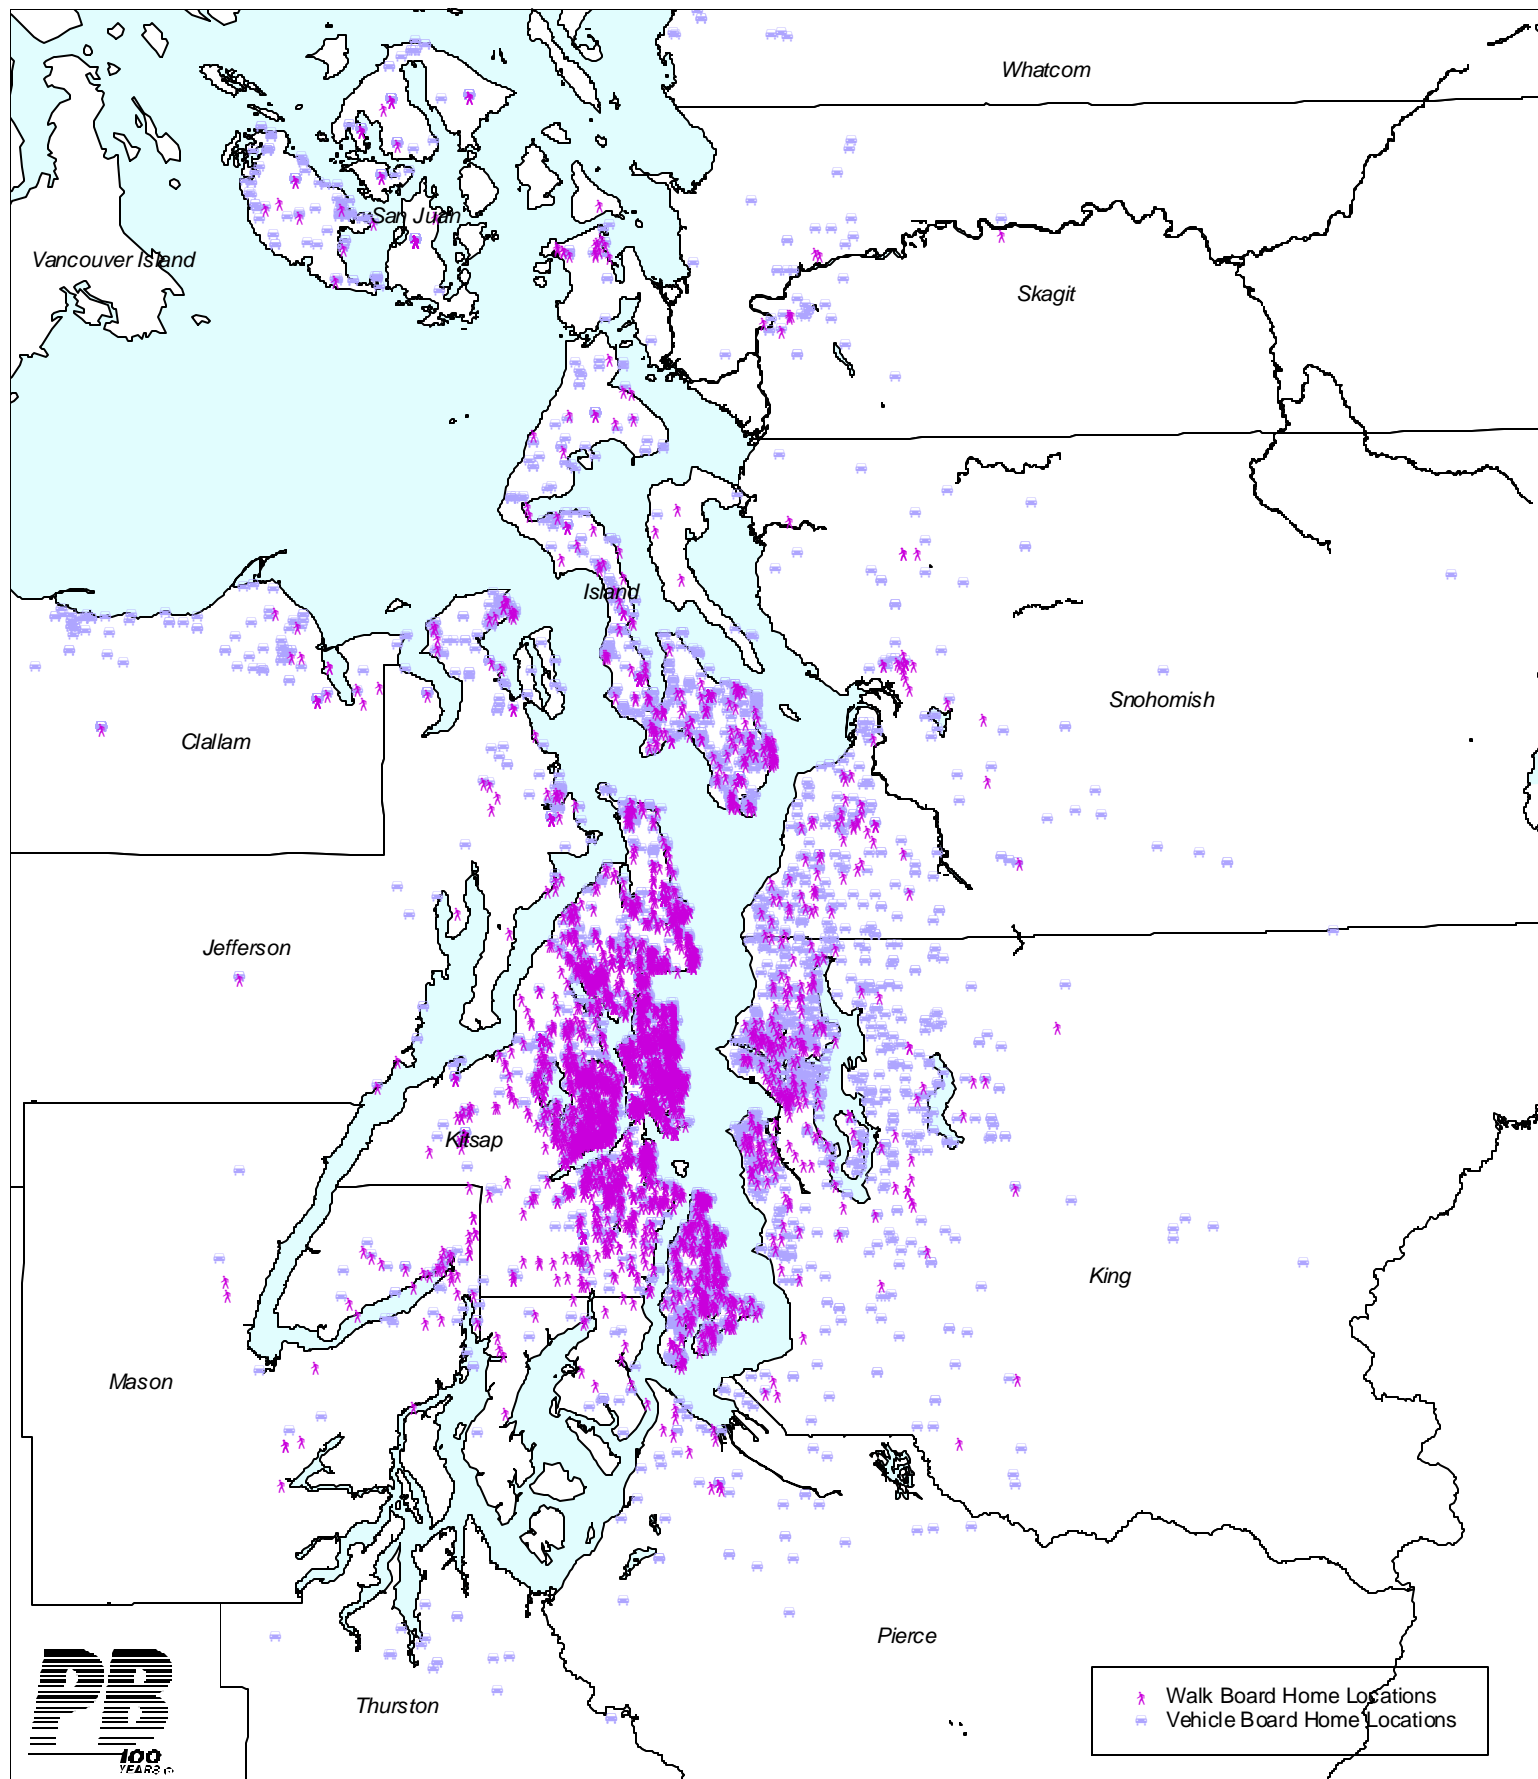 Whatcom
San Juan
Vancouver Island
Skagit
Island
Snohomish
Clallam
Jefferson
Kitsap
King
Mason
Pierce
Thurston
Walk Board Home Locations
Vehicle Board Home Locations
PB
100
YEARS